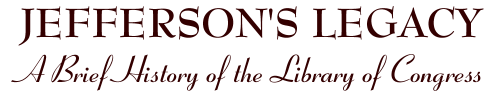 JEFFERSON'S LEGACY
A Brief History of the Library of Congress